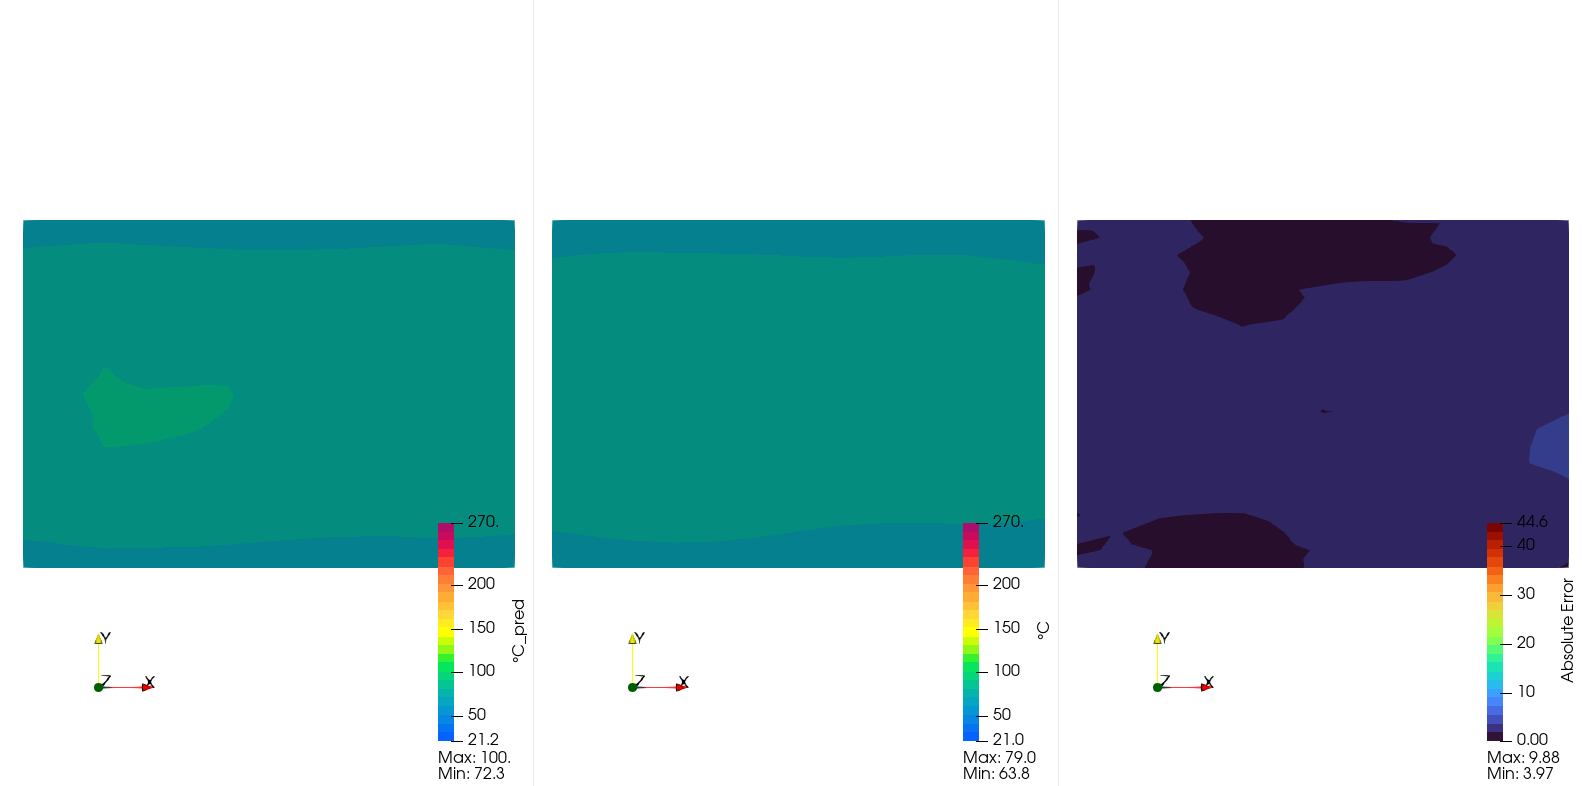 270.
200
150
100
50
21.2
°C_pred
Max: 100.
Min: 72.3
Y
Z
X
270.
200
150
100
50
21.0
°C
Max: 79.0
Min: 63.8
Y
Z
X
44.6
40
30
20
10
0.00
Absolute Error
Max: 9.88
Min: 3.97
Y
Z
X